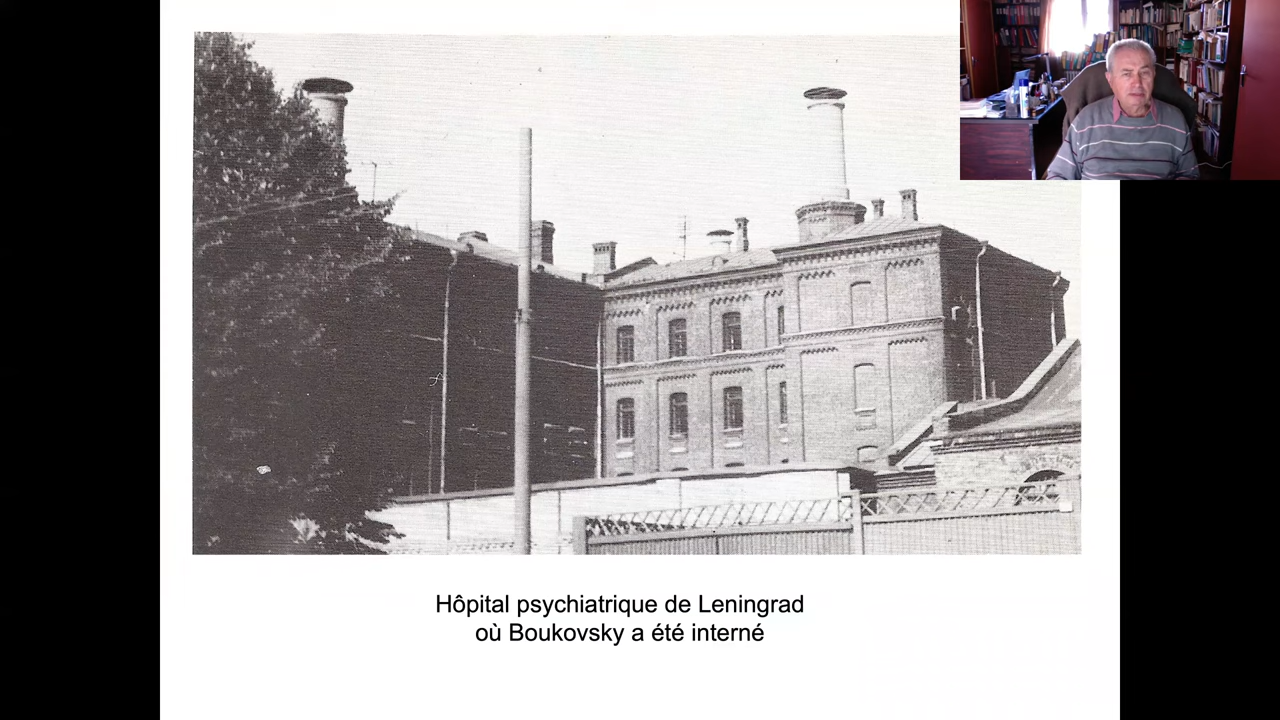 Hôpital psychiatrique de Leningrad
où Boukovsky a été interné